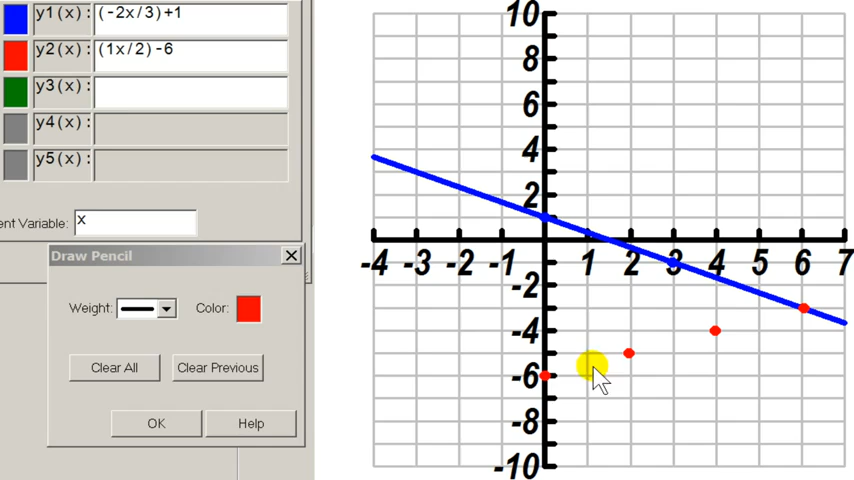 y1(x): (-2x/3)+1
y2(x): (1x/2)-6
y3(x):
y4(x):
y5(x):
ent Variable: x
Draw Pencil
Weight: Color:
Clear All Clear Previous
OK Help
10
8
6
4
2
-4 -3 -2 -1 1 2 3 4 5 6 7
-2
-4
-6
-8
-10